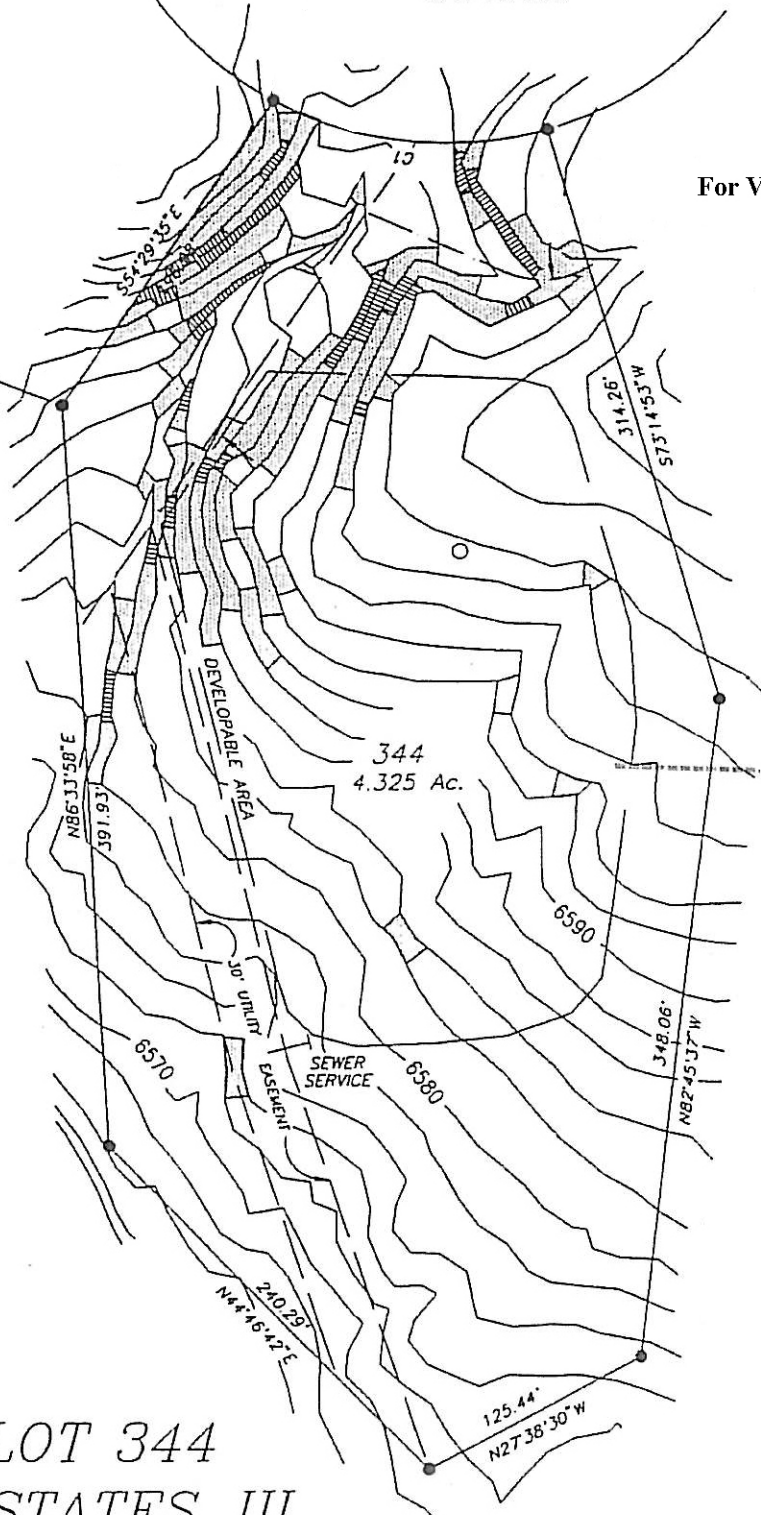 C1
For V
S54°29'35"E
314.26'
S73°14'53"W
DEVELOPABLE AREA
344
4.325 Ac.
N86°33'58"E
391.93'
6590
30' UTILITY
EASEMENT
SEWER
SERVICE
6570
6580
348.06'
N82°45'37"W
240.29'
N44°46'42"E
125.44'
N27°38'30"W
LOT 344
STATES III